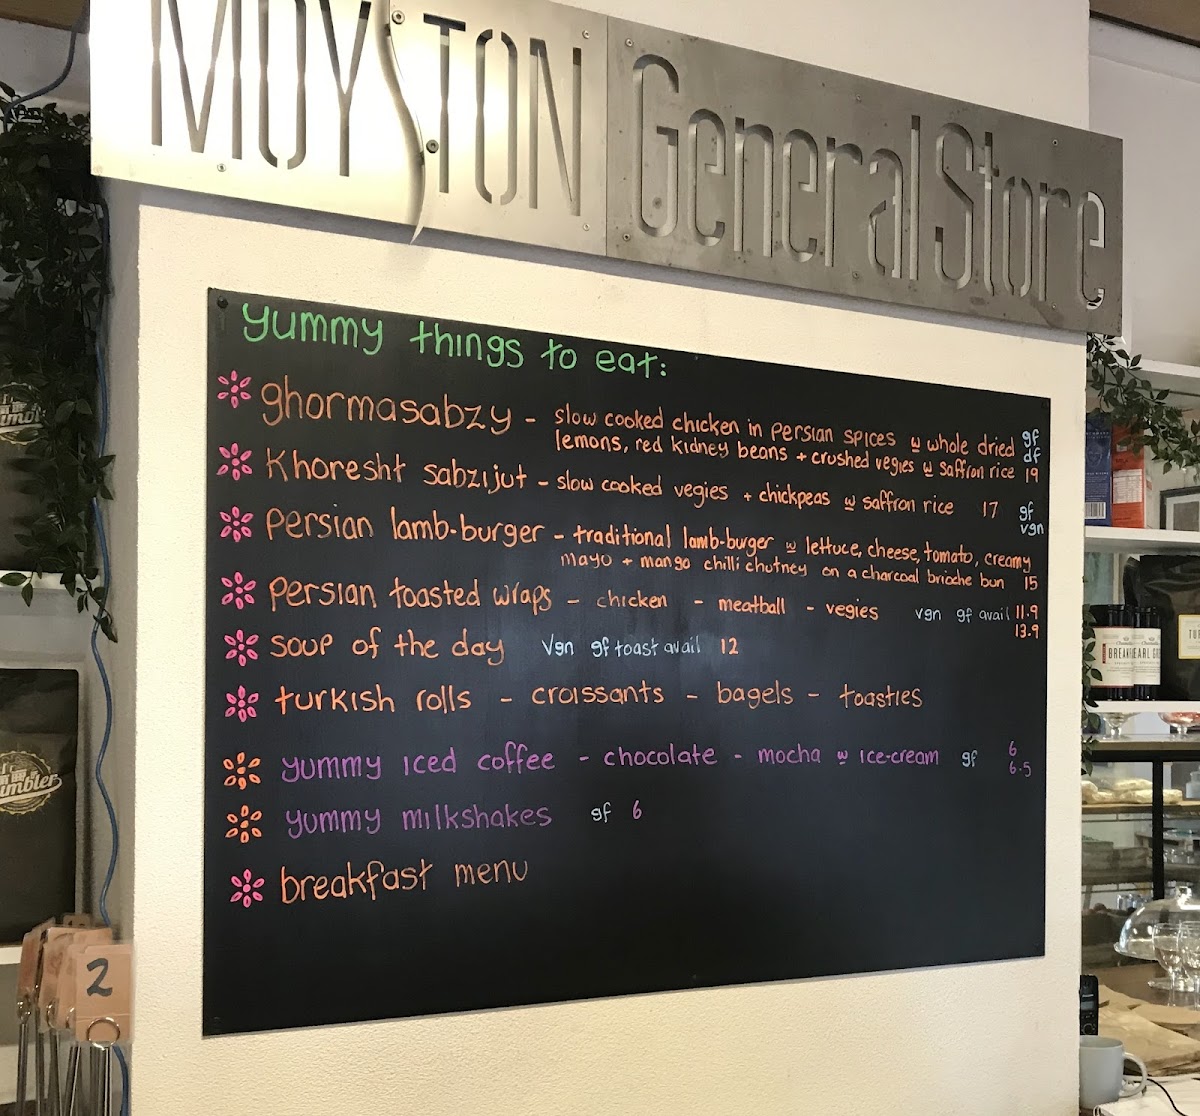 MOYSTON General Store
yummy things to eat:
ghormasabzy - slow cooked chicken in persian spices w whole dried gf
lemons, red kidney beans + crushed vegies w saffron rice 19 df
khoresht sabzijut - slow cooked vegies + chickpeas w saffron rice 17 gf
vgn
persian lamb-burger - traditional lamb-burger w lettuce, cheese, tomato, creamy
mayo + mango chilli chutney on a charcoal brioche bun 15
persian toasted wraps - chicken - meatball - vegies vgn gf avail 11.9
13.9
soup of the day vgn gf toast avail 12
turkish rolls - croissants - bagels - toasties
yummy iced coffee - chocolate - mocha w ice-cream gf 6
6.5
yummy milkshakes gf 6
breakfast menu
2